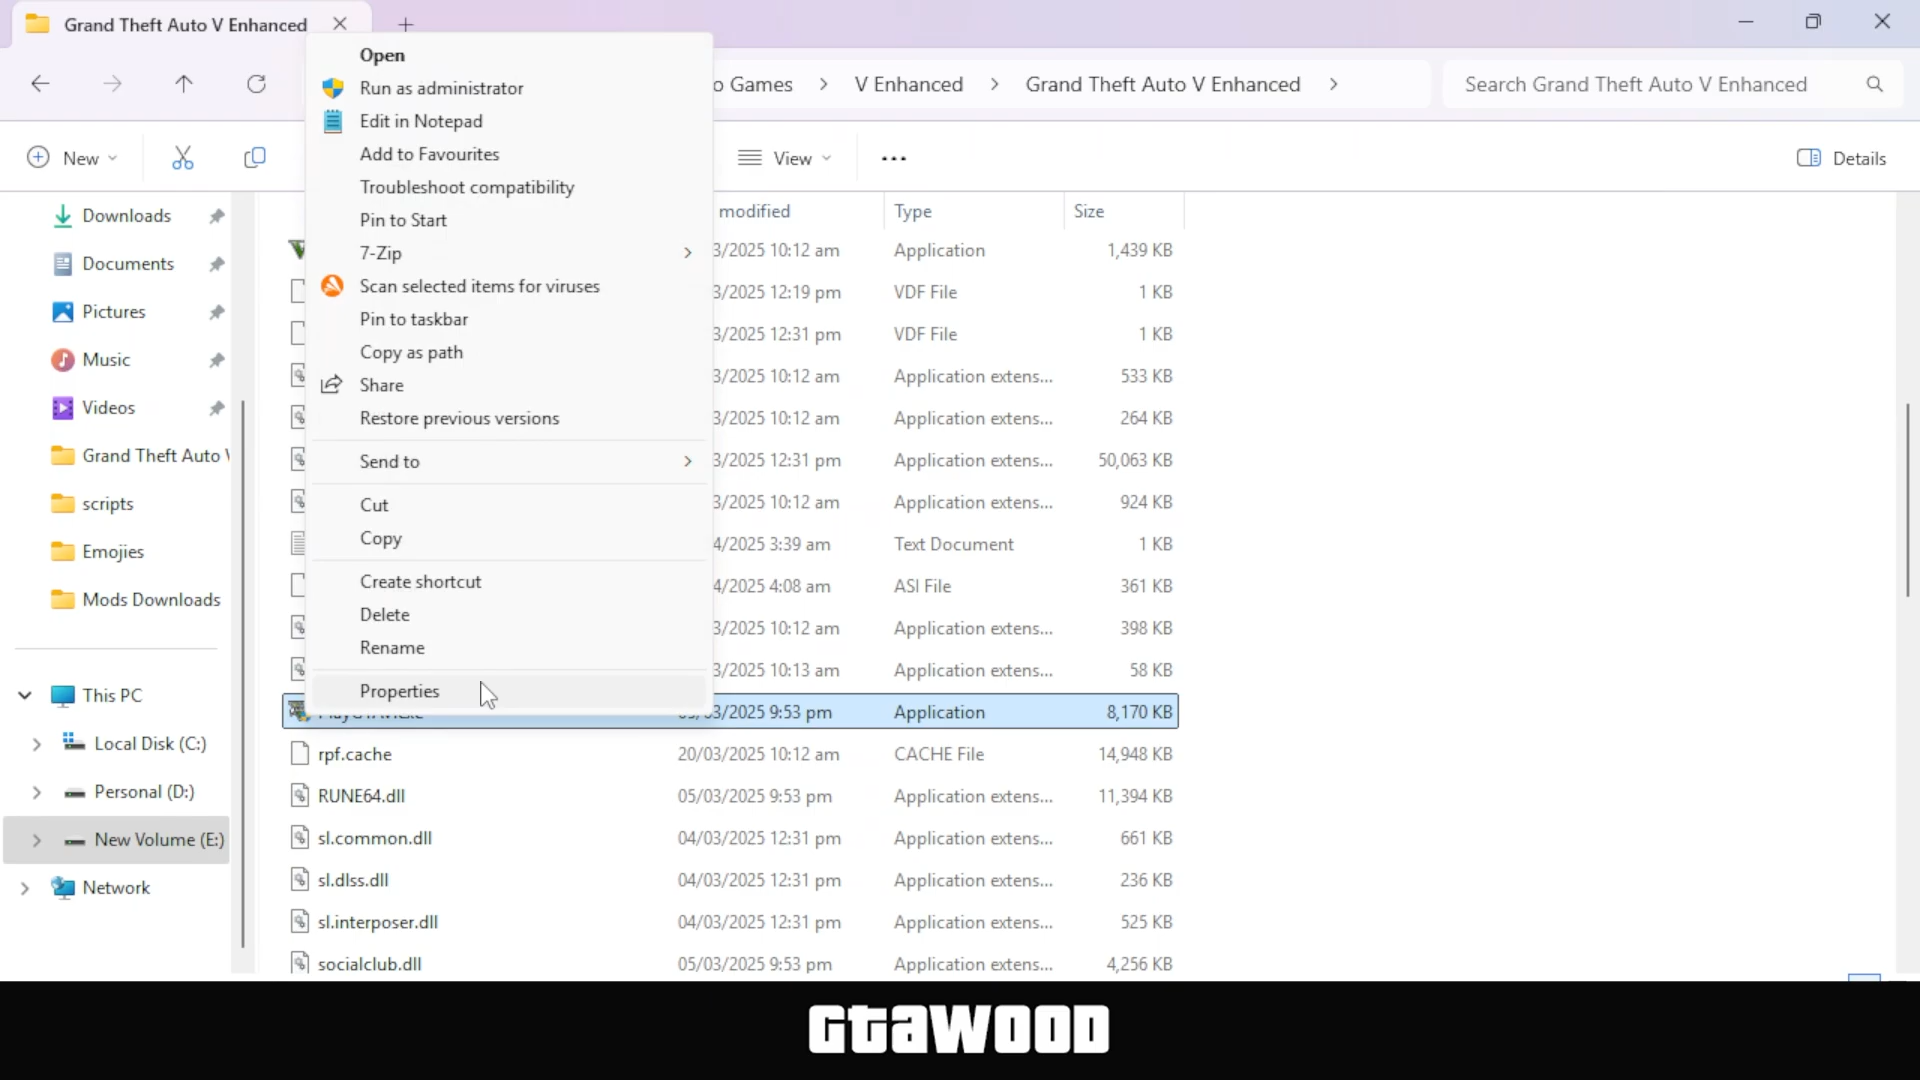 Grand Theft Auto V Enhanced
o Games
V Enhanced
Grand Theft Auto V Enhanced
Search Grand Theft Auto V Enhanced
New
View
Details
Open
Run as administrator
Edit in Notepad
Add to Favourites
Troubleshoot compatibility
Pin to Start
7-Zip
Scan selected items for viruses
Pin to taskbar
Copy as path
Share
Restore previous versions
Send to
Cut
Copy
Create shortcut
Delete
Rename
Properties
Downloads
Documents
Pictures
Music
Videos
Grand Theft Auto V
scripts
Emojies
Mods Downloads
This PC
Local Disk (C:)
Personal (D:)
New Volume (E:)
Network
modified Type Size
3/2025 10:12 am Application 1,439 KB
3/2025 12:19 pm VDF File 1 KB
3/2025 12:31 pm VDF File 1 KB
3/2025 10:12 am Application extens... 533 KB
3/2025 10:12 am Application extens... 264 KB
3/2025 12:31 pm Application extens... 50,063 KB
3/2025 10:12 am Application extens... 924 KB
4/2025 3:39 am Text Document 1 KB
4/2025 4:08 am ASI File 361 KB
3/2025 10:12 am Application extens... 398 KB
3/2025 10:13 am Application extens... 58 KB
05/03/2025 9:53 pm Application 8,170 KB
rpf.cache 20/03/2025 10:12 am CACHE File 14,948 KB
RUNE64.dll 05/03/2025 9:53 pm Application extens... 11,394 KB
sl.common.dll 04/03/2025 12:31 pm Application extens... 661 KB
sl.dlss.dll 04/03/2025 12:31 pm Application extens... 236 KB
sl.interposer.dll 04/03/2025 12:31 pm Application extens... 525 KB
socialclub.dll 05/03/2025 9:53 pm Application extens... 4,256 KB
GTAWOOD